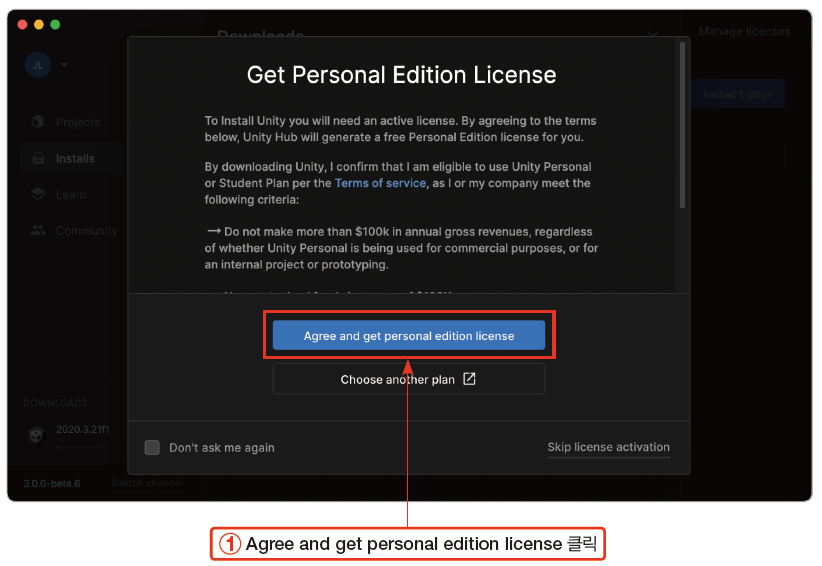 Downloads
Manage licenses
JL
Get Personal Edition License
Install Editor
To Install Unity you will need an active license. By agreeing to the terms
below, Unity Hub will generate a free Personal Edition license for you.
Projects
Installs
By downloading Unity, I confirm that I am eligible to use Unity Personal
or Student Plan per the Terms of service, as I or my company meet the
following criteria:
Learn
Community
→ Do not make more than $100k in annual gross revenues, regardless
of whether Unity Personal is being used for commercial purposes, or for
an internal project or prototyping.
Agree and get personal edition license
Choose another plan
DOWNLOADS
2020.3.21f1
Don't ask me again
Skip license activation
3.0.0-beta.6
Switch channel
① Agree and get personal edition license 클릭